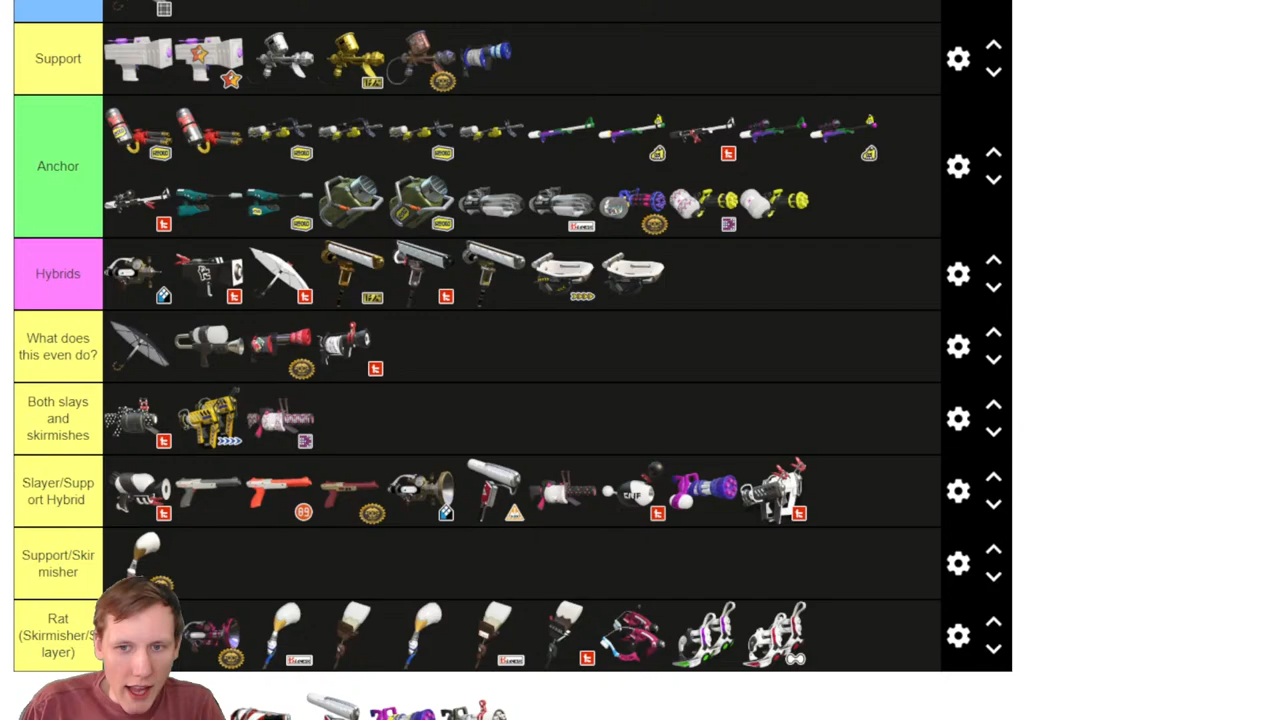 Support
Anchor
Hybrids
What does
this even do?
Both slays
and
skirmishes
Slayer/Supp
ort Hybrid
89
Support/Skir
misher
Rat
(Skirmisher/S
layer)